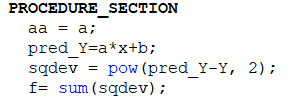 PROCEDURE_SECTION
aa = a;
pred_Y=a*x+b;
sqdev = pow(pred_Y-Y, 2);
f= sum(sqdev);